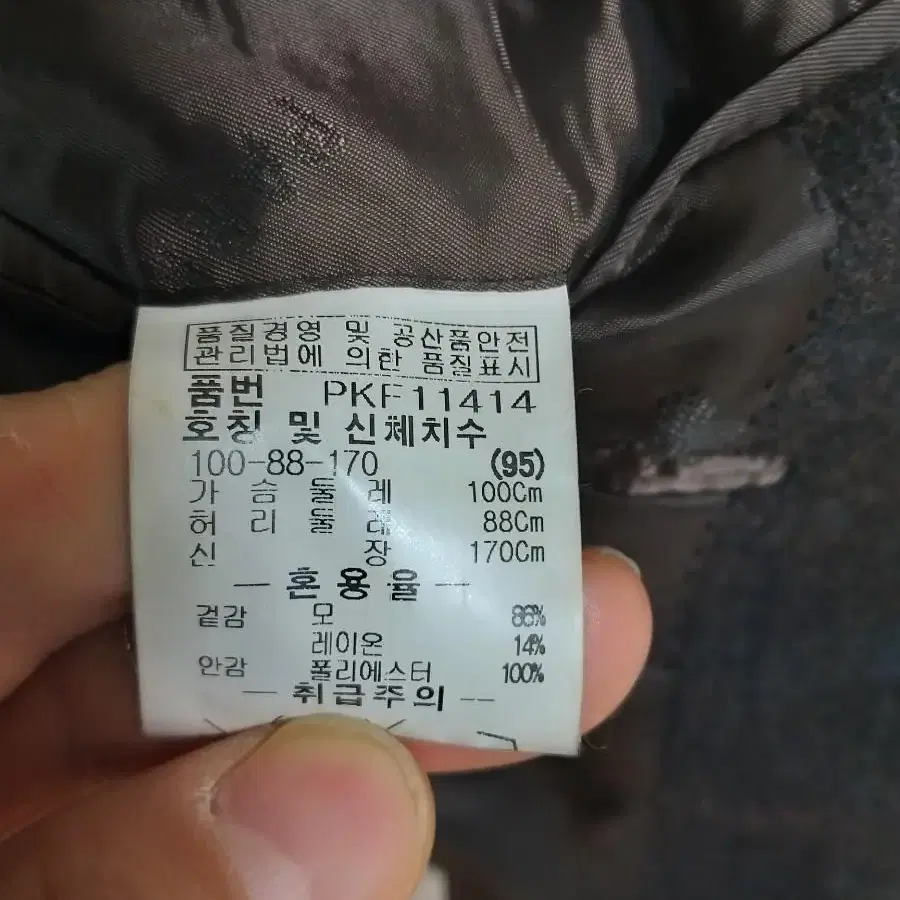 품질경영 및 공산품안전
관리법에 의한 품질표시
품번 PKF11414
호칭 및 신체치수
100-88-170 (95)
가 슴 둘 레 100Cm
허 리 둘 레 88Cm
신 장 170Cm
— 혼 용 율 —
겉감 모 86%
레이온 14%
안감 폴리에스터 100%
— 취급주의 --